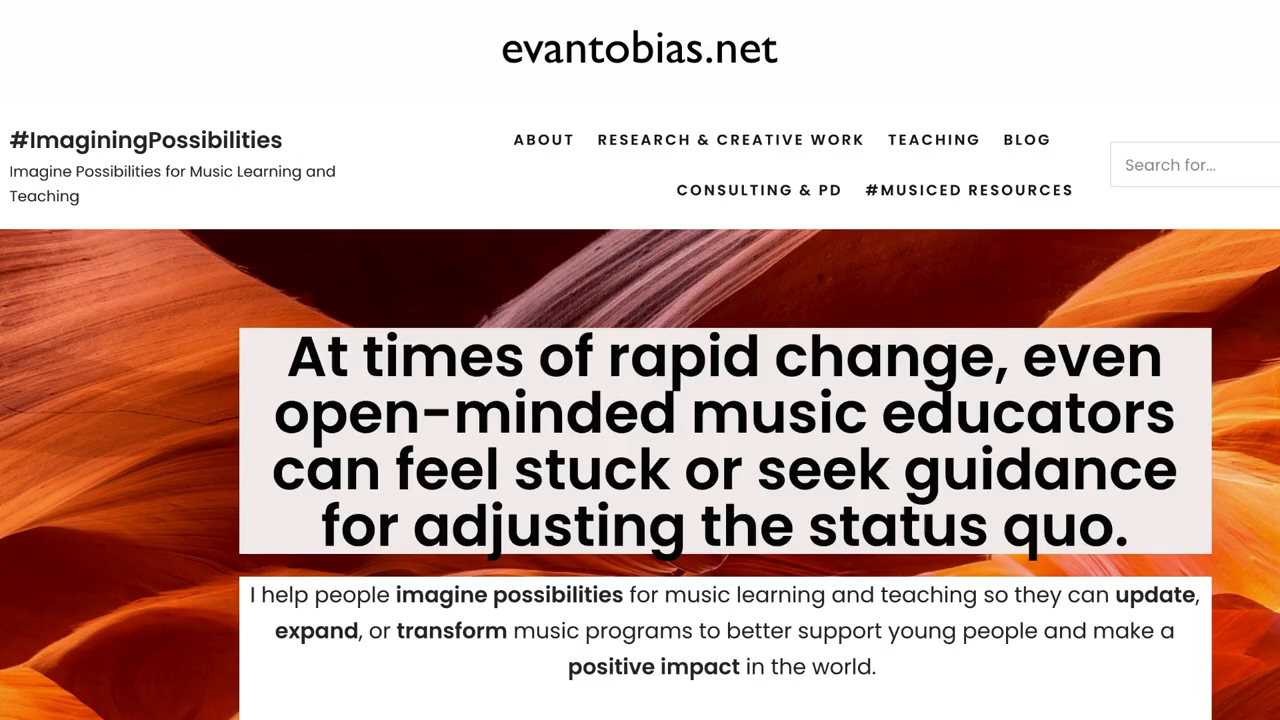 evantobias.net
#ImaginingPossibilities
Imagine Possibilities for Music Learning and
Teaching
ABOUT RESEARCH & CREATIVE WORK TEACHING BLOG
CONSULTING & PD #MUSICED RESOURCES
Search for...
At times of rapid change, even
open-minded music educators
can feel stuck or seek guidance
for adjusting the status quo.
I help people imagine possibilities for music learning and teaching so they can update,
expand, or transform music programs to better support young people and make a
positive impact in the world.